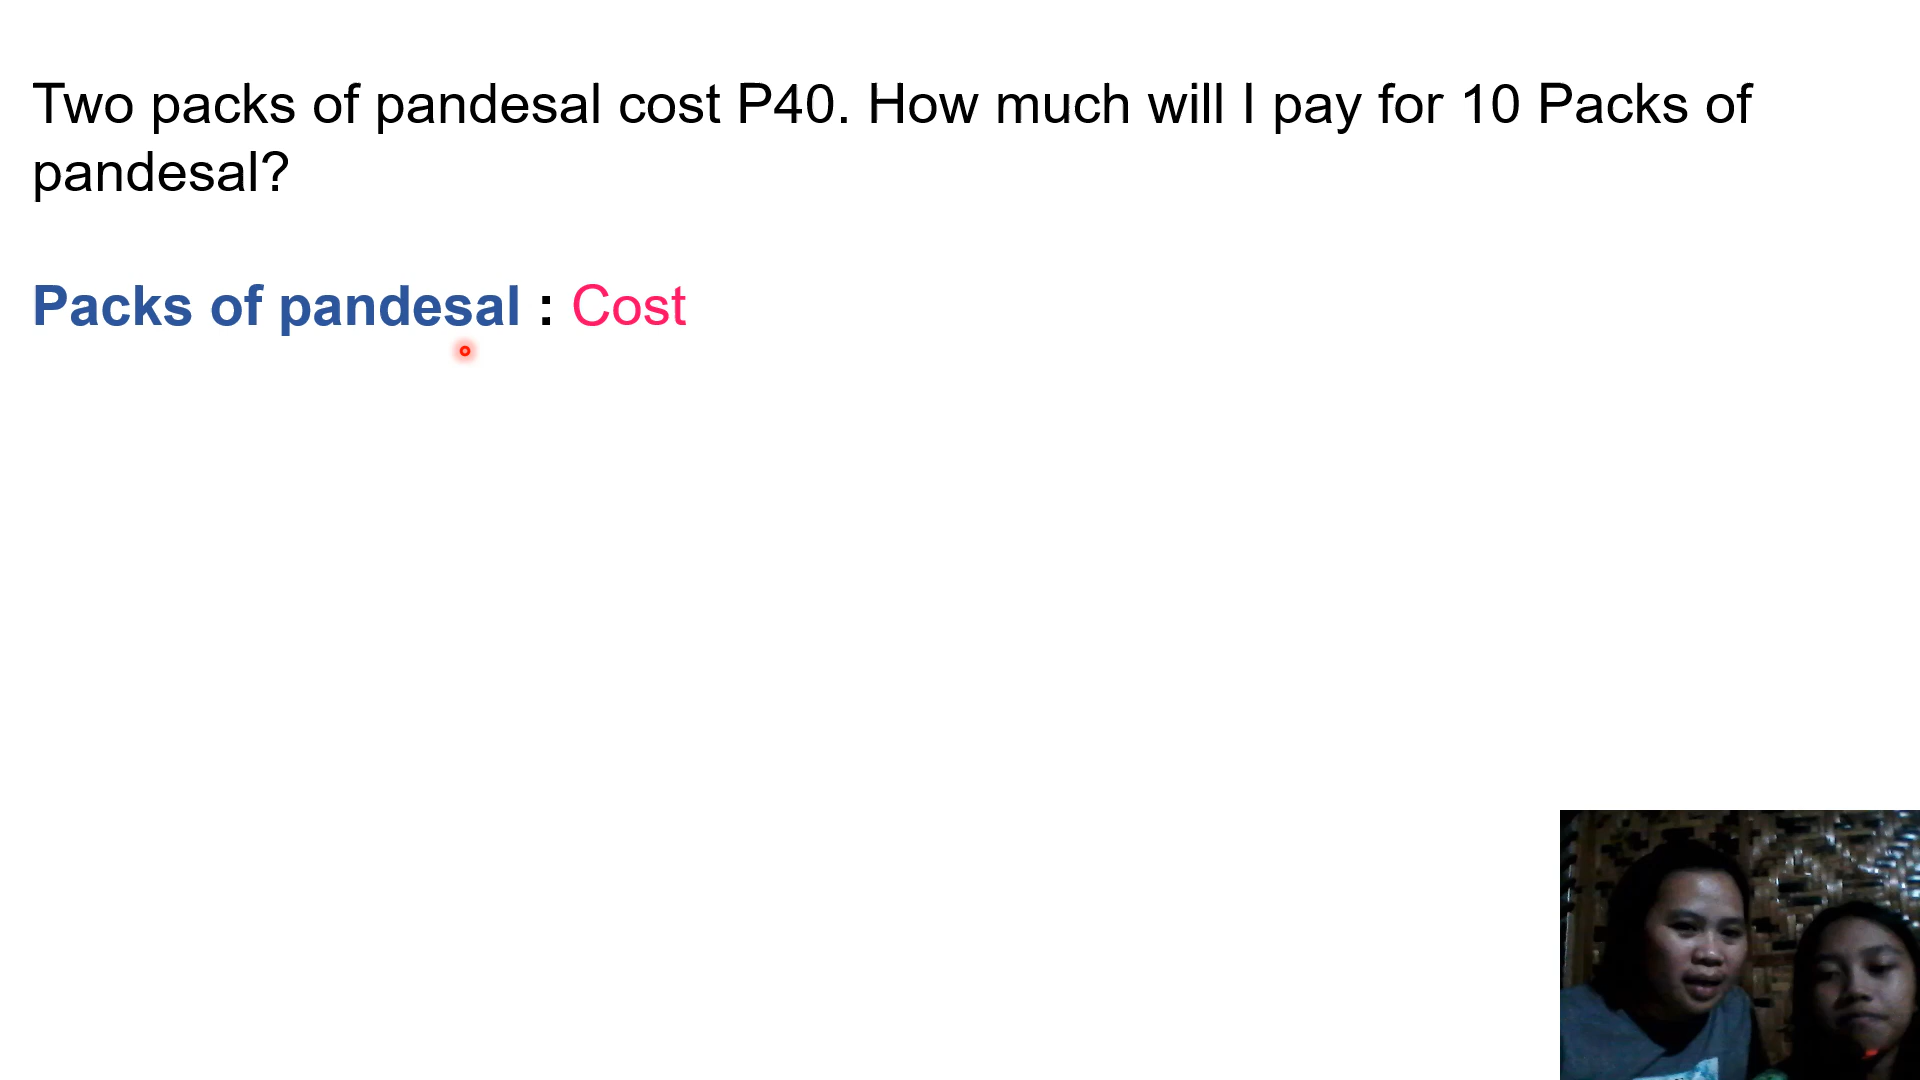 Two packs of pandesal cost P40. How much will I pay for 10 Packs of
pandesal?
Packs of pandesal : Cost